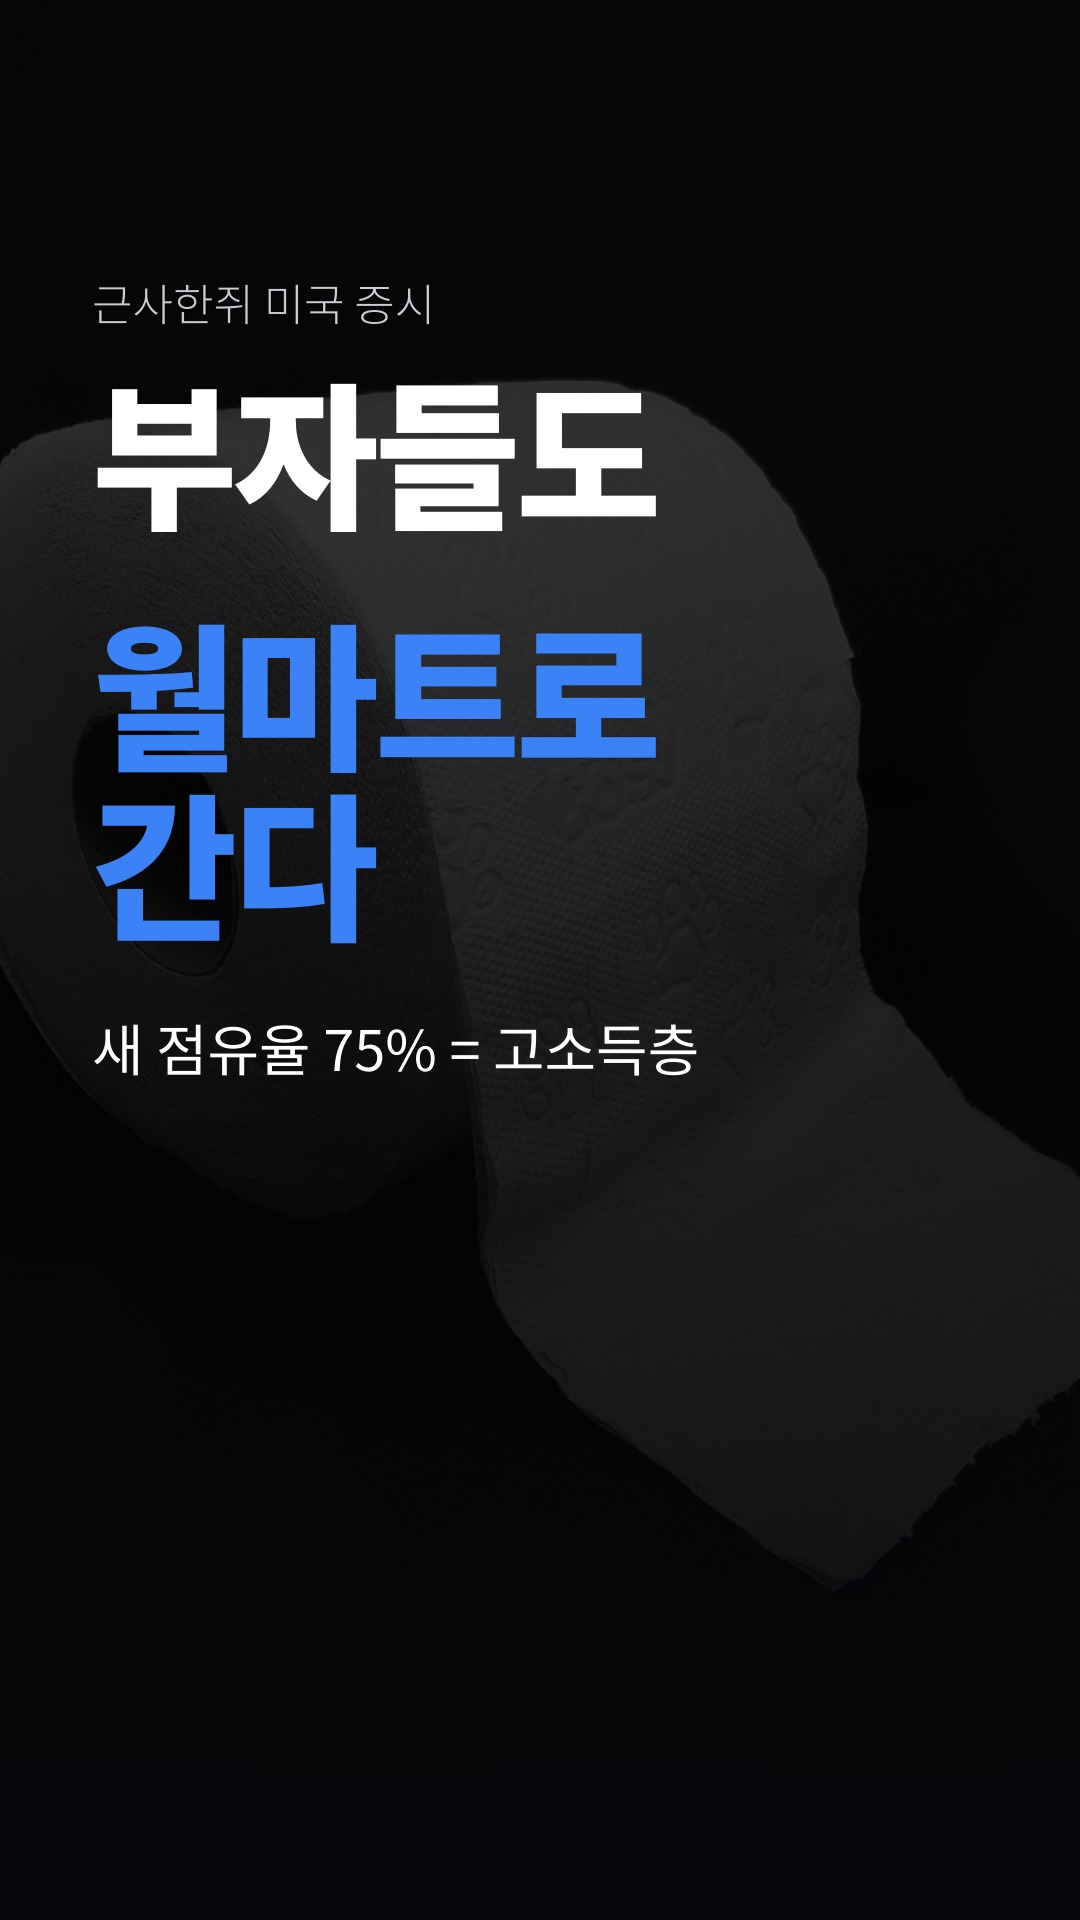 근사한쥐 미국 증시
부자들도
월마트로
간다
새 점유율 75% = 고소득층